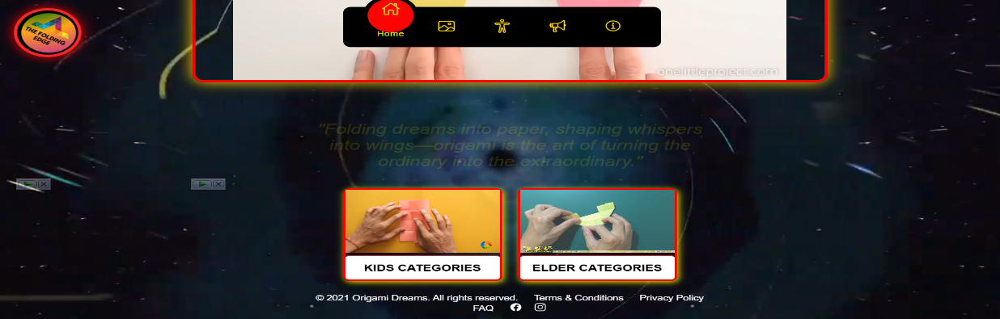 THE FOLDING
EDGE
Home
onelittleproject.com
"Folding dreams into paper, shaping whispers
into wings—origami is the art of turning the
ordinary into the extraordinary."
KIDS CATEGORIES
ELDER CATEGORIES
© 2021 Origami Dreams. All rights reserved. Terms & Conditions Privacy Policy
FAQ